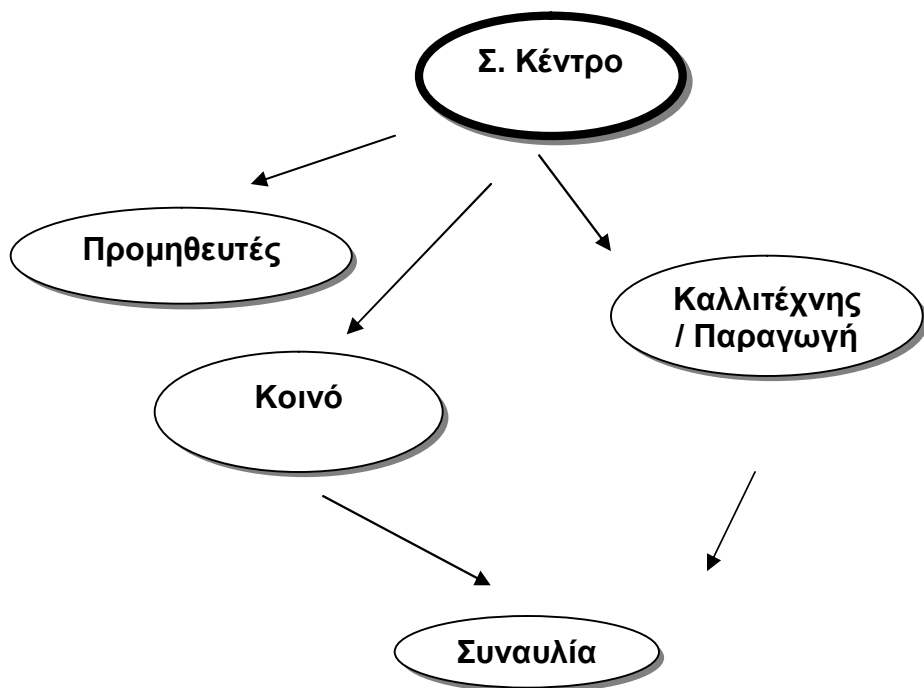 Σ. Κέντρο
Προμηθευτές
Καλλιτέχνης
/ Παραγωγή
Κοινό
Συναυλία